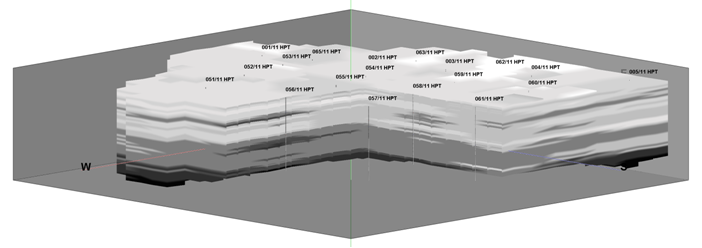 001/11 HPT
065/11 HPT
053/11 HPT
052/11 HPT
051/11 HPT
063/11 HPT
002/11 HPT
003/11 HPT
062/11 HPT
004/11 HPT
005/11 HPT
054/11 HPT
055/11 HPT
059/11 HPT
060/11 HPT
058/11 HPT
056/11 HPT
057/11 HPT
061/11 HPT
W